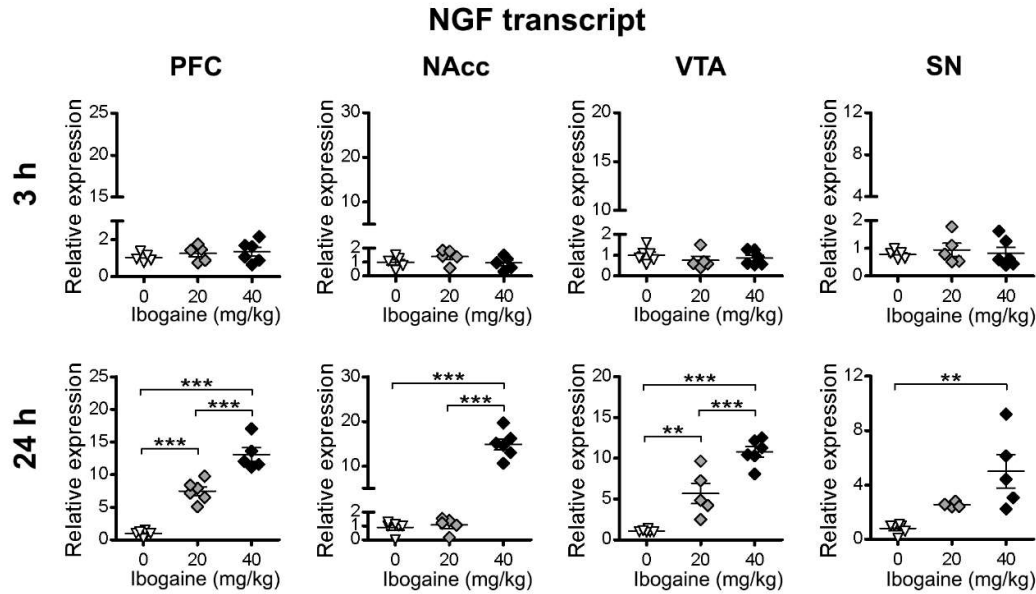 NGF transcript
PFC NAcc VTA SN
3 h
Relative expression
25
20
15
2
0
0 20 40
Ibogaine (mg/kg)
Relative expression
30
20
10
5
2
1
0
0 20 40
Ibogaine (mg/kg)
Relative expression
20
15
10
2
1
0
0 20 40
Ibogaine (mg/kg)
Relative expression
12
8
4
2
1
0
0 20 40
Ibogaine (mg/kg)
24 h
Relative expression
25
20
15
10
5
0
***
***
***
0 20 40
Ibogaine (mg/kg)
Relative expression
30
20
10
2
1
0
***
***
0 20 40
Ibogaine (mg/kg)
Relative expression
20
15
10
5
0
***
***
**
0 20 40
Ibogaine (mg/kg)
Relative expression
12
8
4
0
**
0 20 40
Ibogaine (mg/kg)